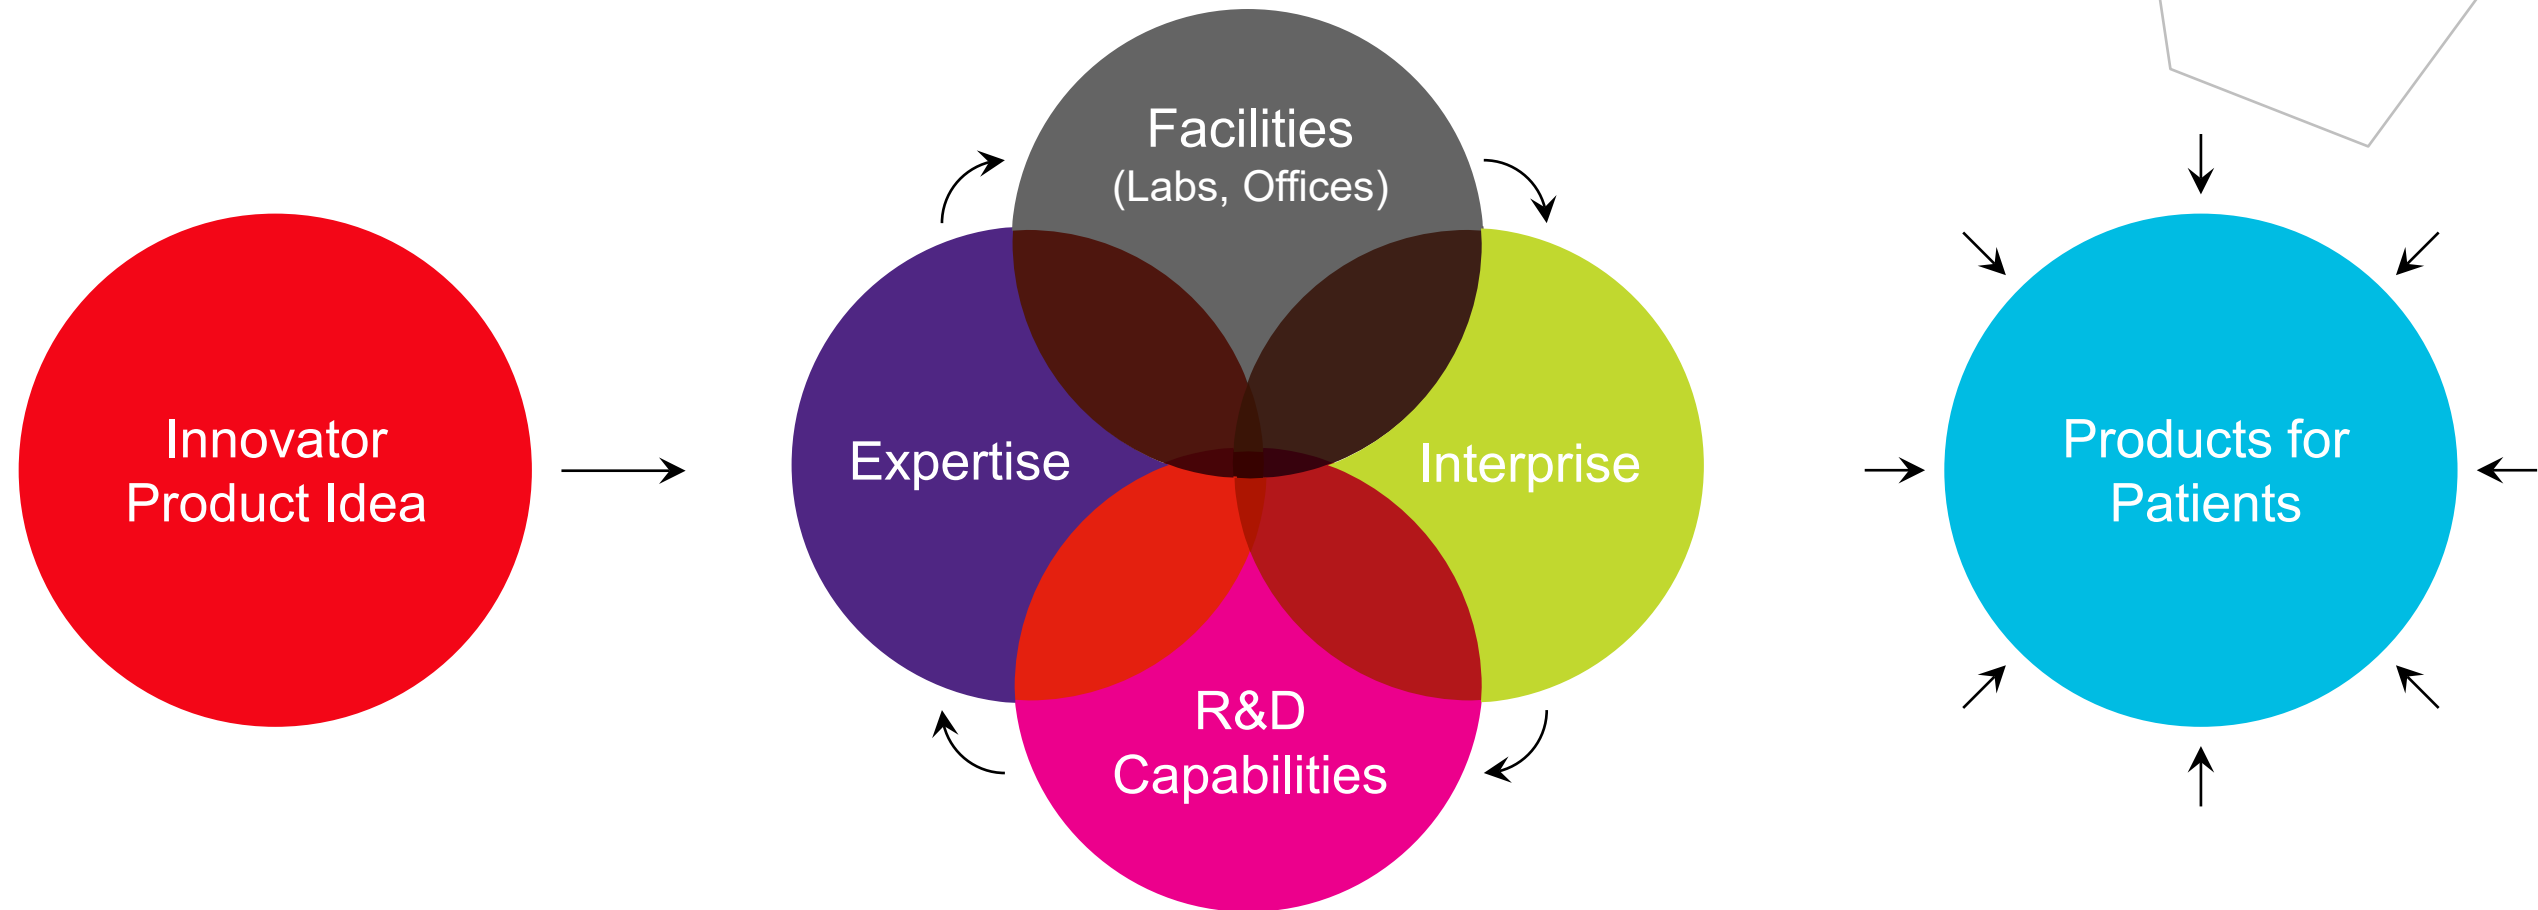 Innovator
Product Idea
Facilities
(Labs, Offices)
Expertise
Interprise
R&D
Capabilities
Products for
Patients